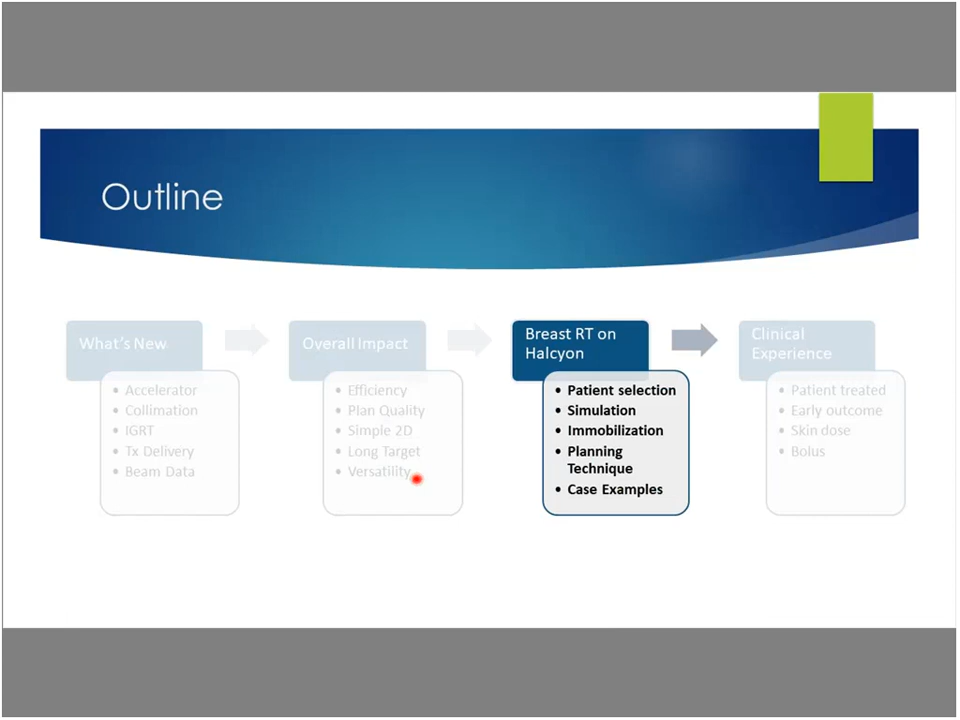 Outline
What's New
• Accelerator
• Collimation
• IGRT
• Tx Delivery
• Beam Data
Overall Impact
• Efficiency
• Plan Quality
• Simple 2D
• Long Target
• Versatility
Breast RT on
Halcyon
• Patient selection
• Simulation
• Immobilization
• Planning
Technique
• Case Examples
Clinical
Experience
• Patient treated
• Early outcome
• Skin dose
• Bolus